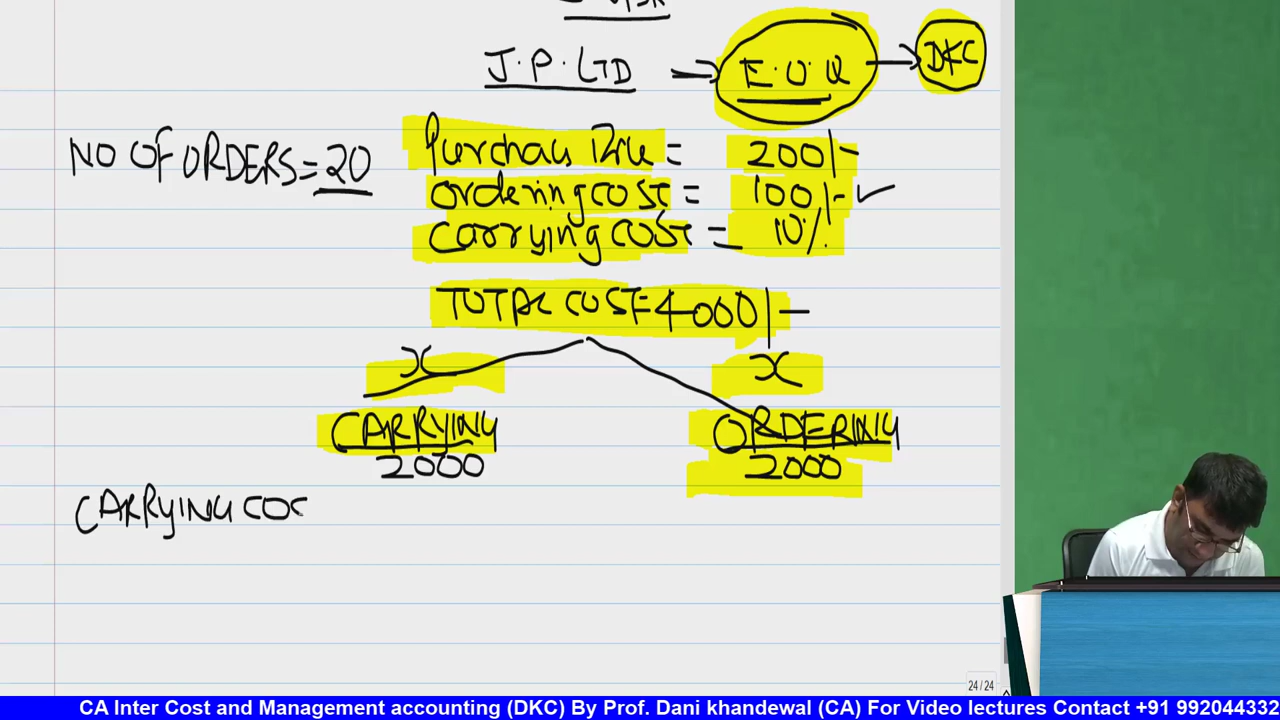 J.P. LTD → E.O.Q → DKC
NO OF ORDERS = 20
Purchase Price = 200/-
Ordering cost = 100/- ✓
Carrying cost = 10%
TOTAL COST = 4000/-
x x
CARRYING ORDERING
2000 2000
CARRYING COS
24 / 24
CA Inter Cost and Management accounting (DKC) By Prof. Dani khandewal (CA) For Video lectures Contact +91 992044332